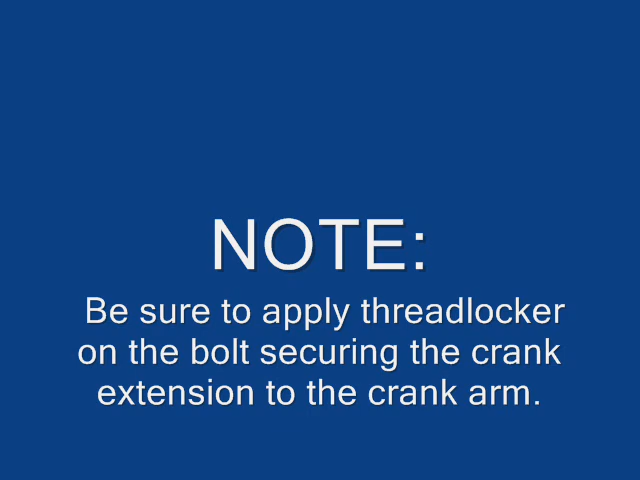 NOTE:
Be sure to apply threadlocker
on the bolt securing the crank
extension to the crank arm.